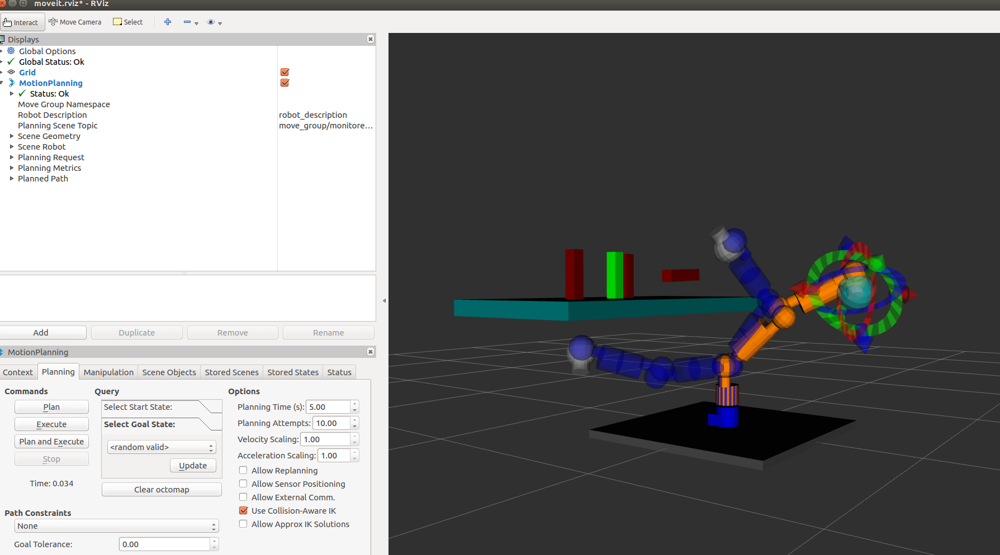 moveit.rviz* - RViz
Interact Move Camera Select
Displays
Global Options
Global Status: Ok
Grid
MotionPlanning
Status: Ok
Move Group Namespace
Robot Description robot_description
Planning Scene Topic move_group/monitore...
Scene Geometry
Scene Robot
Planning Request
Planning Metrics
Planned Path
Add Duplicate Remove Rename
MotionPlanning
Context Planning Manipulation Scene Objects Stored Scenes Stored States Status
Commands Query Options
Plan Select Start State: Planning Time (s): 5.00
Execute Select Goal State: Planning Attempts: 10.00
Plan and Execute <random valid> Velocity Scaling: 1.00
Stop Update Acceleration Scaling: 1.00
Allow Replanning
Time: 0.034 Clear octomap Allow Sensor Positioning
Allow External Comm.
Path Constraints Use Collision-Aware IK
None Allow Approx IK Solutions
Goal Tolerance: 0.00